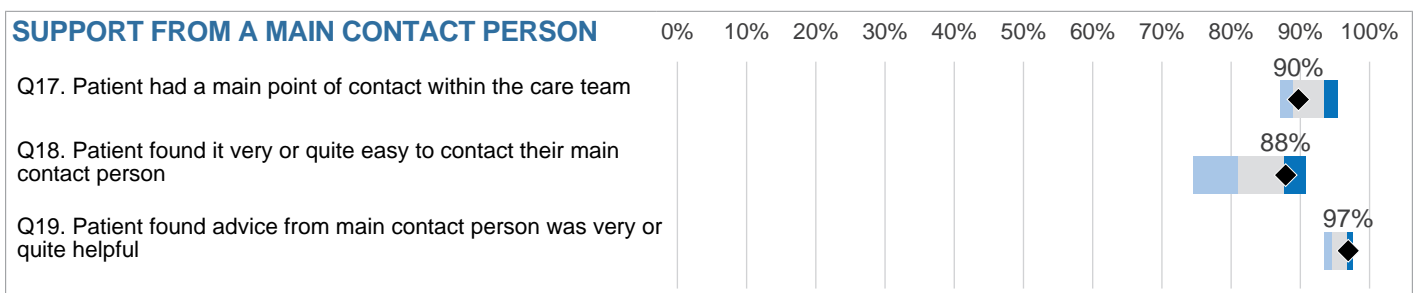 SUPPORT FROM A MAIN CONTACT PERSON 0% 10% 20% 30% 40% 50% 60% 70% 80% 90% 100%
90%
Q17. Patient had a main point of contact within the care team
88%
Q18. Patient found it very or quite easy to contact their main
contact person
97%
Q19. Patient found advice from main contact person was very or
quite helpful